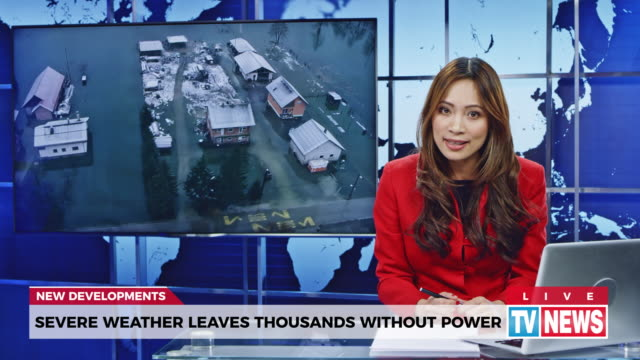 NEW DEVELOPMENTS
SEVERE WEATHER LEAVES THOUSANDS WITHOUT POWER
LIVE
TV NEWS